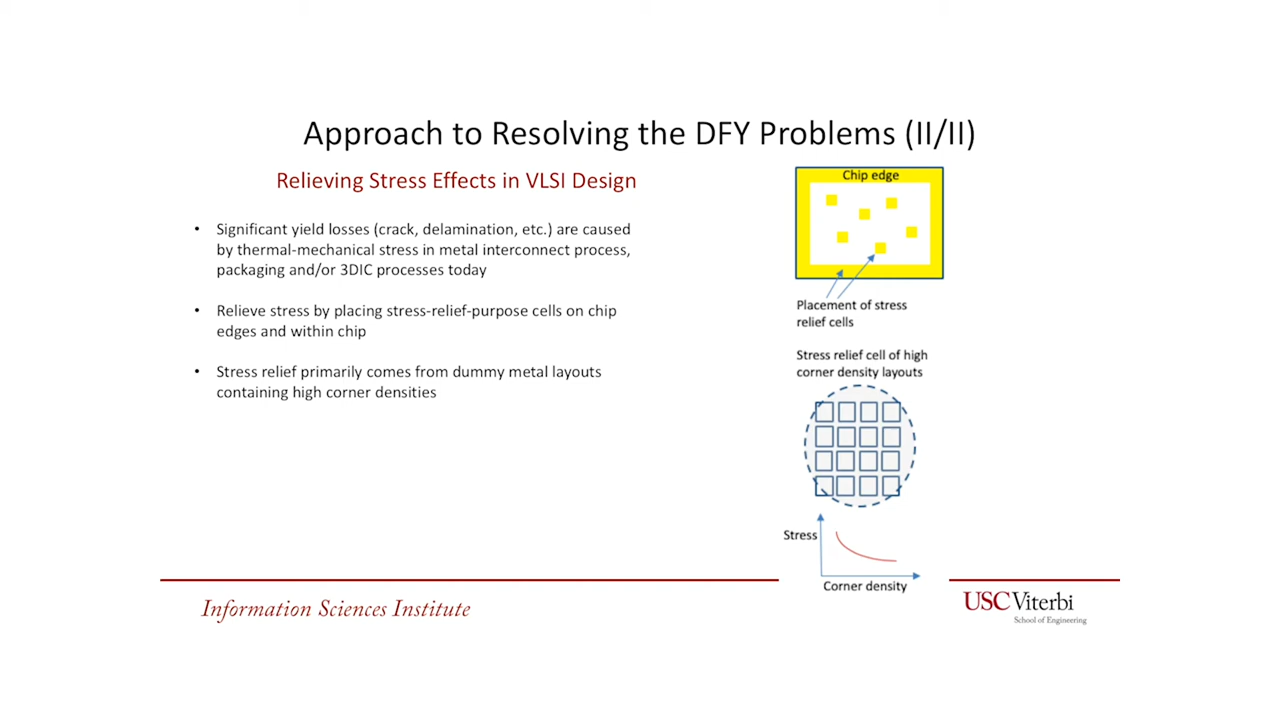 Approach to Resolving the DFY Problems (II/II)
Relieving Stress Effects in VLSI Design
• Significant yield losses (crack, delamination, etc.) are caused
by thermal-mechanical stress in metal interconnect process,
packaging and/or 3DIC processes today
• Relieve stress by placing stress-relief-purpose cells on chip
edges and within chip
• Stress relief primarily comes from dummy metal layouts
containing high corner densities
Chip edge
Placement of stress
relief cells
Stress relief cell of high
corner density layouts
Stress
Corner density
Information Sciences Institute
USC Viterbi
School of Engineering